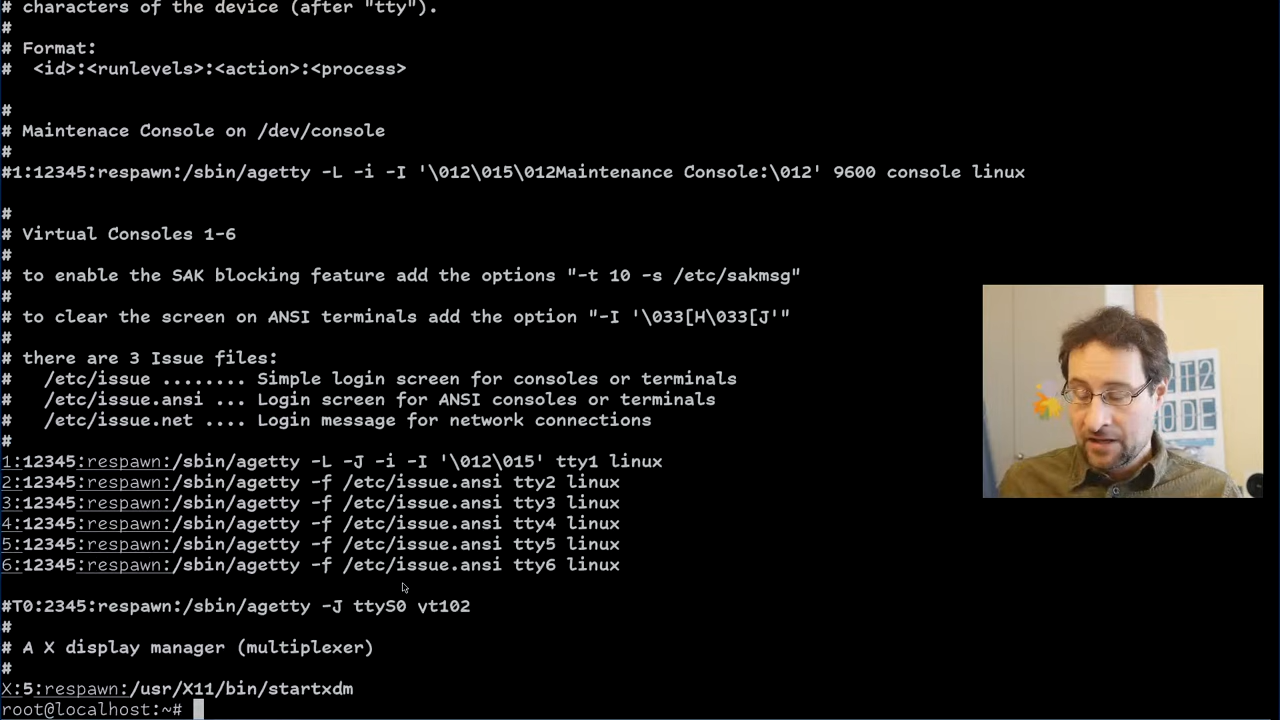 # characters of the device (after "tty").
#
# Format:
#  <id>:<runlevels>:<action>:<process>
#
# Maintenace Console on /dev/console
#
#1:12345:respawn:/sbin/agetty -L -i -I '\012\015\012Maintenance Console:\012' 9600 console linux
#
# Virtual Consoles 1-6
#
# to enable the SAK blocking feature add the options "-t 10 -s /etc/sakmsg"
#
# to clear the screen on ANSI terminals add the option "-I '\033[H\033[J'"
#
# there are 3 Issue files:
#   /etc/issue ........ Simple login screen for consoles or terminals
#   /etc/issue.ansi ... Login screen for ANSI consoles or terminals
#   /etc/issue.net .... Login message for network connections
#
1:12345:respawn:/sbin/agetty -L -J -i -I '\012\015' tty1 linux
2:12345:respawn:/sbin/agetty -f /etc/issue.ansi tty2 linux
3:12345:respawn:/sbin/agetty -f /etc/issue.ansi tty3 linux
4:12345:respawn:/sbin/agetty -f /etc/issue.ansi tty4 linux
5:12345:respawn:/sbin/agetty -f /etc/issue.ansi tty5 linux
6:12345:respawn:/sbin/agetty -f /etc/issue.ansi tty6 linux
#T0:2345:respawn:/sbin/agetty -J ttyS0 vt102
#
# A X display manager (multiplexer)
#
X:5:respawn:/usr/X11/bin/startxdm
root@localhost:~#